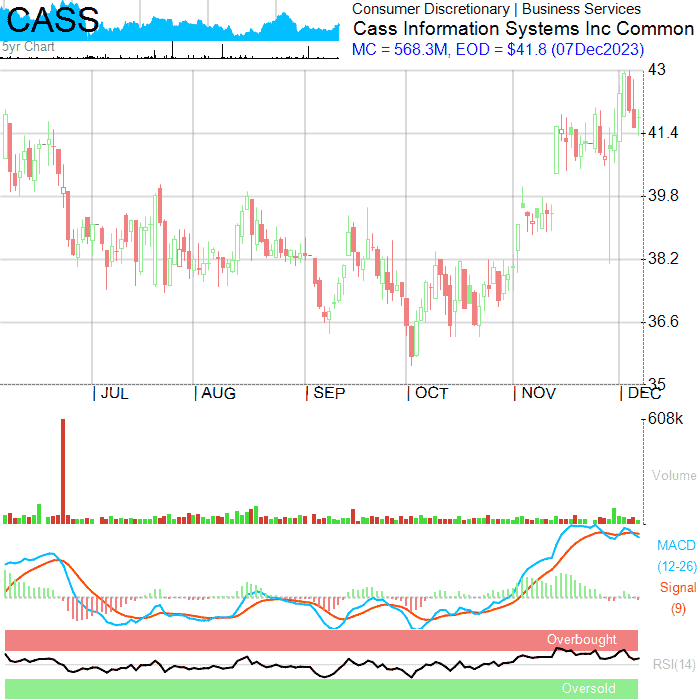 CASS
5yr Chart
Consumer Discretionary | Business Services
Cass Information Systems Inc Common
MC = 568.3M, EOD = $41.8 (07Dec2023)
43
41.4
39.8
38.2
36.6
35
| JUL | AUG | SEP | OCT | NOV | DEC
608k
Volume
MACD
(12-26)
Signal
(9)
Overbought
RSI(14)
Oversold